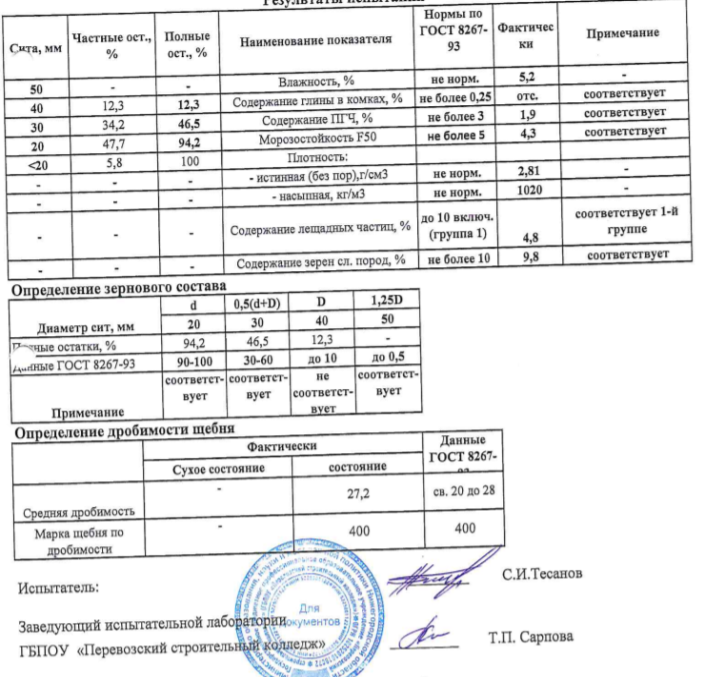 Результаты испытаний
Сита, мм | Частные ост., % | Полные ост., % | Наименование показателя | Нормы по ГОСТ 8267-93 | Фактически | Примечание
50 | - | - | Влажность, % | не норм. | 5,2 | -
40 | 12,3 | 12,3 | Содержание глины в комках, % | не более 0,25 | отс. | соответствует
30 | 34,2 | 46,5 | Содержание ПГЧ, % | не более 3 | 1,9 | соответствует
20 | 47,7 | 94,2 | Морозостойкость F50 | не более 5 | 4,3 | соответствует
<20 | 5,8 | 100 | Плотность:
- | - | - | - истинная (без пор),г/см3 | не норм. | 2,81 | -
- | - | - | - насыпная, кг/м3 | не норм. | 1020 | -
- | - | - | Содержание лещадных частиц, % | до 10 включ. (группа 1) | 4,8 | соответствует 1-й группе
- | - | - | Содержание зерен сл. пород, % | не более 10 | 9,8 | соответствует
Определение зернового состава
Диаметр сит, мм | d | 0,5(d+D) | D | 1,25D
20 | 30 | 40 | 50
остатки, % | 94,2 | 46,5 | 12,3 | -
Данные ГОСТ 8267-93 | 90-100 | 30-60 | до 10 | до 0,5
Примечание | соответст-вует | соответст-вует | не соответст-вует | соответст-вует
Определение дробимости щебня
Фактически | Данные ГОСТ 8267-
Сухое состояние | состояние
Средняя дробимость | - | 27,2 | св. 20 до 28
Марка щебня по дробимости | - | 400 | 400
Испытатель: С.И.Тесанов
Для документов
Заведующий испытательной лаборатории
ГБПОУ «Перевозский строительный колледж» Т.П. Сарпова